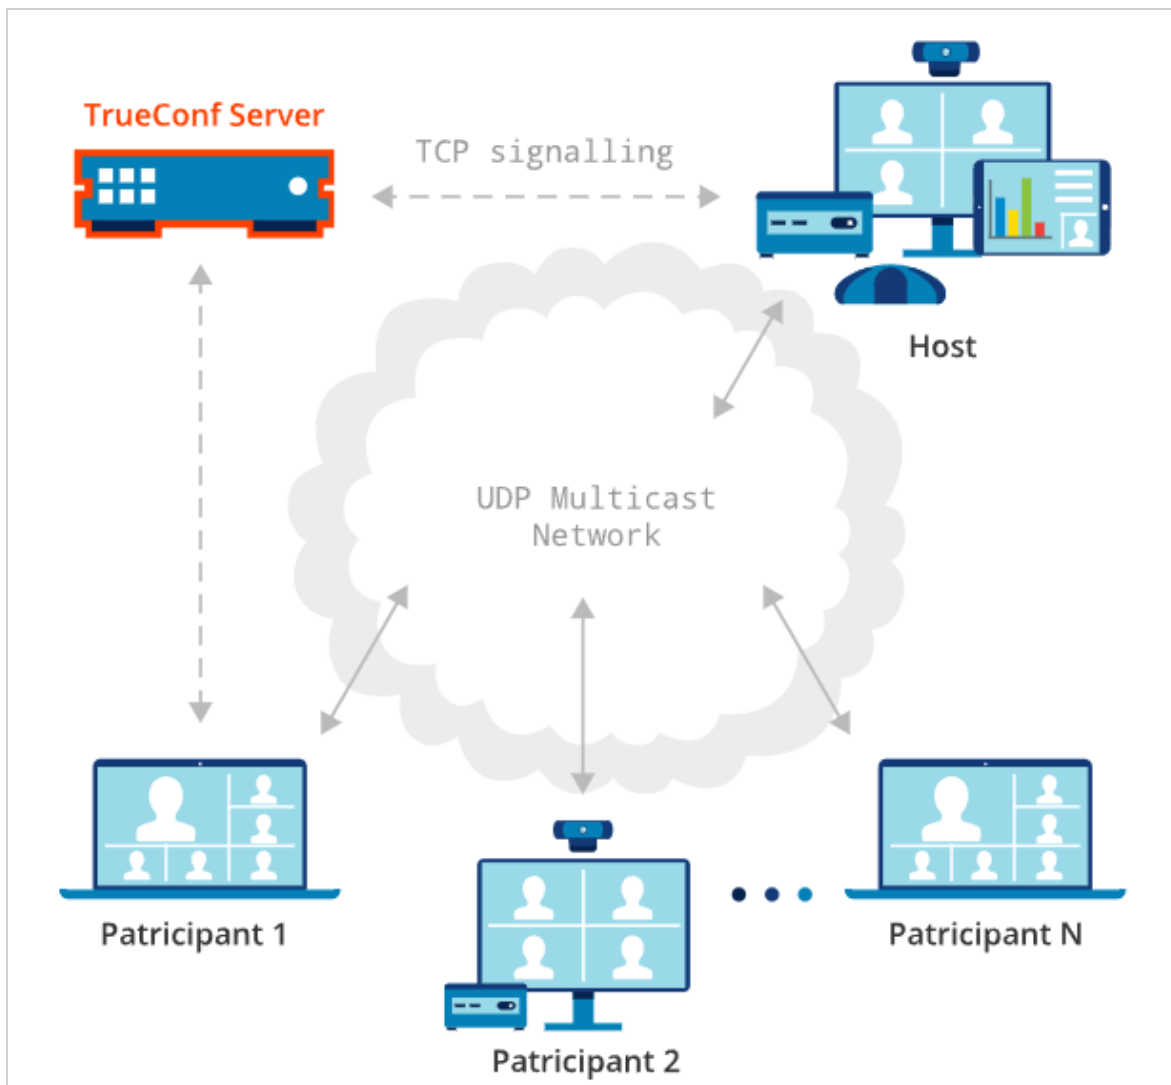 TrueConf Server
TCP signalling
Host
UDP Multicast
Network
Patricipant 1
Patricipant N
Patricipant 2